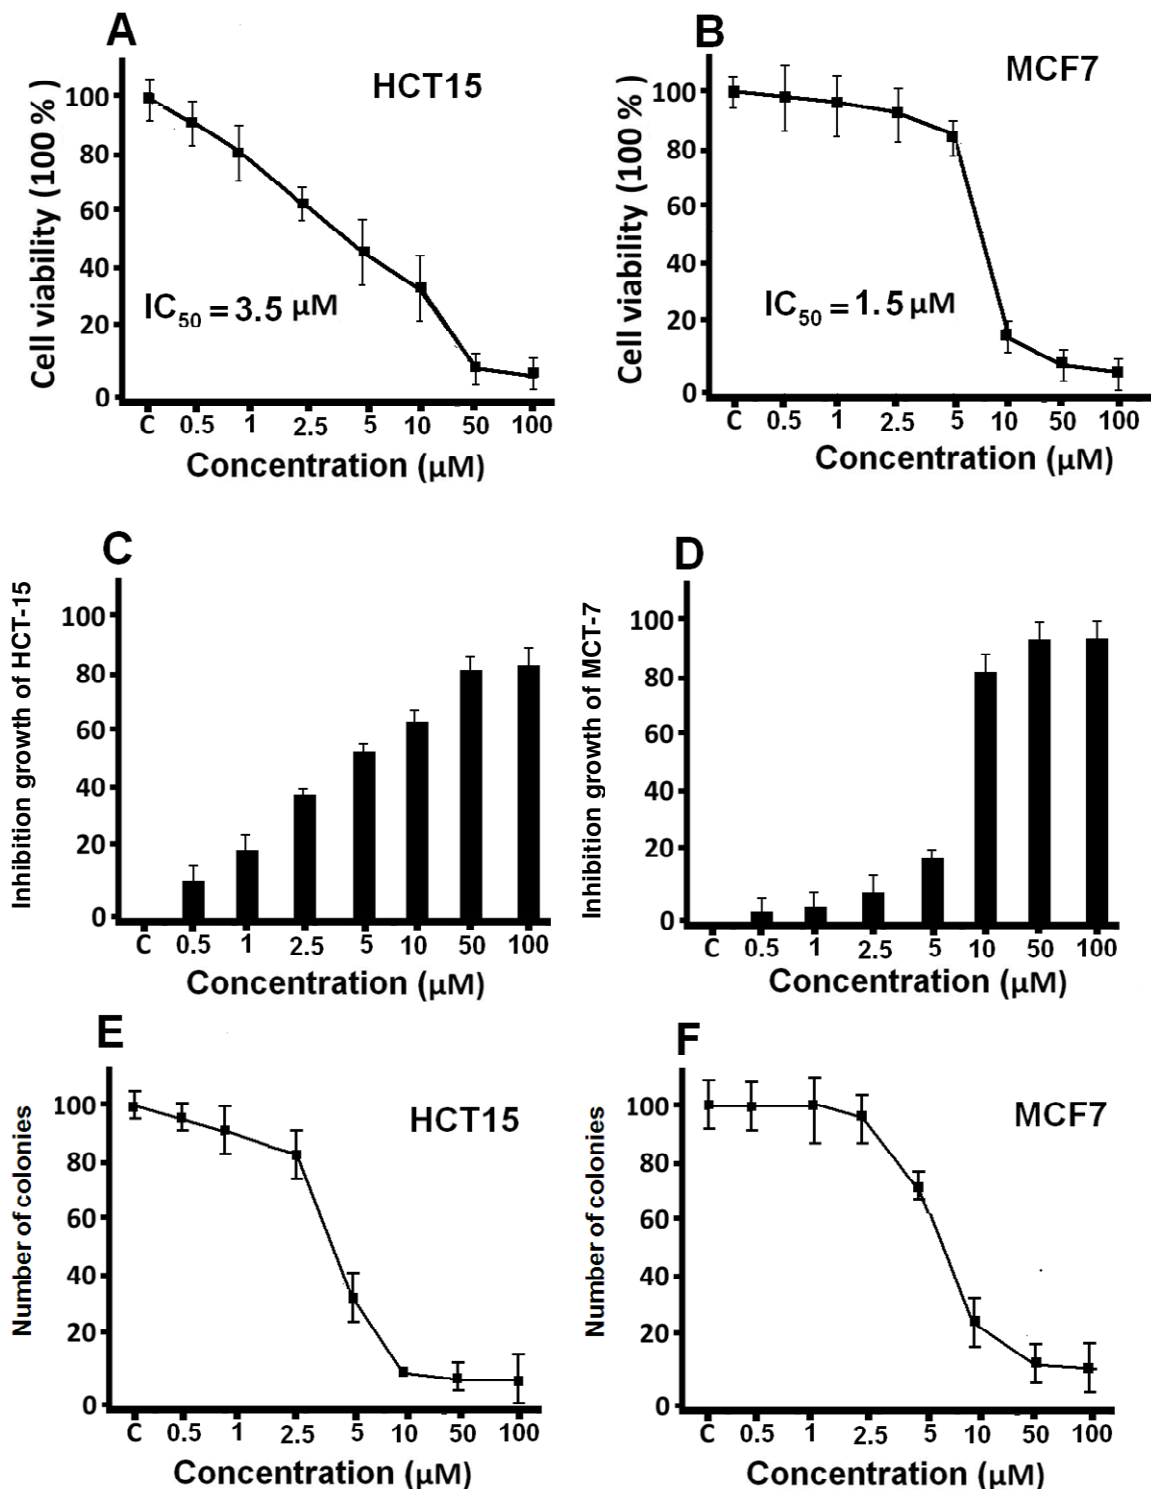 A
HCT15
Cell viability (100 %)
100
80
60
40
20
0
IC50 = 3.5 µM
C 0.5 1 2.5 5 10 50 100
Concentration (µM)
B
MCF7
Cell viability (100 %)
100
80
60
40
20
0
IC50 = 1.5 µM
C 0.5 1 2.5 5 10 50 100
Concentration (µM)
C
Inhibition growth of HCT-15
100
80
60
40
20
0
C 0.5 1 2.5 5 10 50 100
Concentration (µM)
D
Inhibition growth of MCT-7
100
80
60
40
20
0
C 0.5 1 2.5 5 10 50 100
Concentration (µM)
E
HCT15
Number of colonies
100
80
60
40
20
0
C 0.5 1 2.5 5 10 50 100
Concentration (µM)
F
MCF7
Number of colonies
100
80
60
40
20
0
C 0.5 1 2.5 5 10 50 100
Concentration (µM)